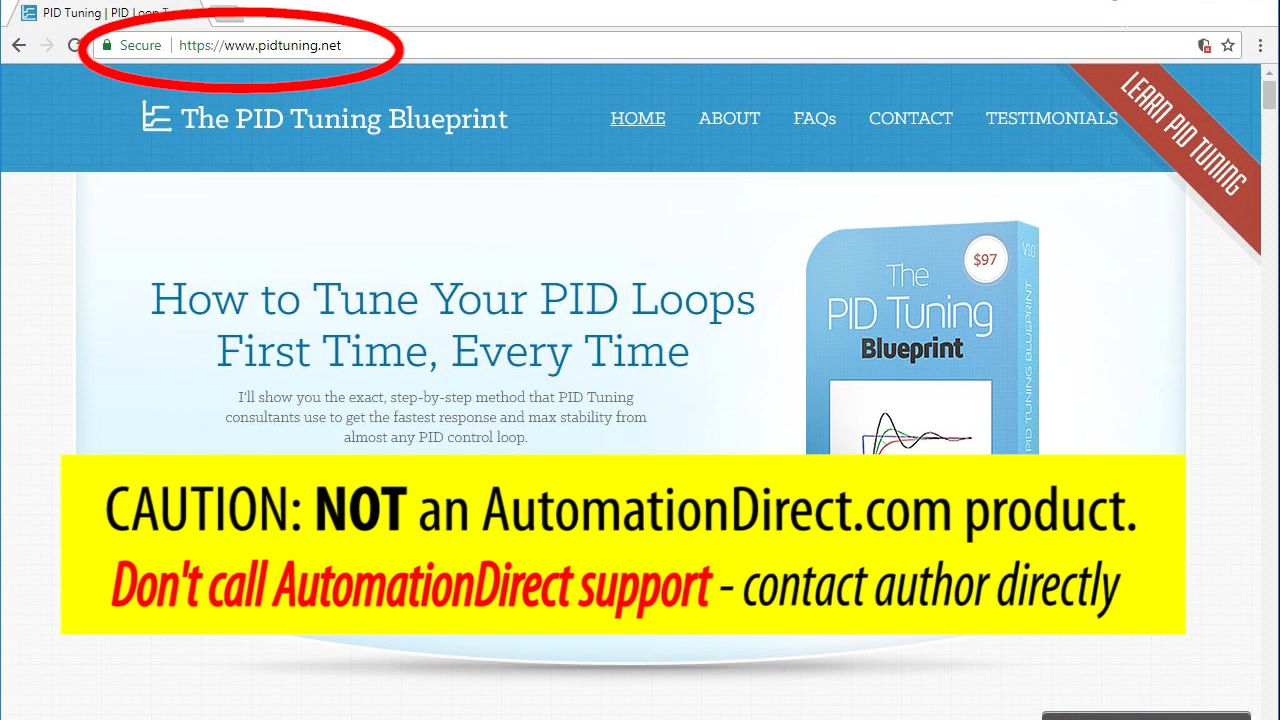 PID Tuning | PID Loop T
Secure
https://www.pidtuning.net
The PID Tuning Blueprint
HOME
ABOUT
FAQs
CONTACT
TESTIMONIALS
LEARN PID TUNING
How to Tune Your PID Loops
First Time, Every Time
I'll show you the exact, step-by-step method that PID Tuning
consultants use to get the fastest response and max stability from
almost any PID control loop.
$97
The
PID Tuning
Blueprint
V1.0
PID TUNING BLUEPRINT
CAUTION: NOT an AutomationDirect.com product.
Don't call AutomationDirect support - contact author directly